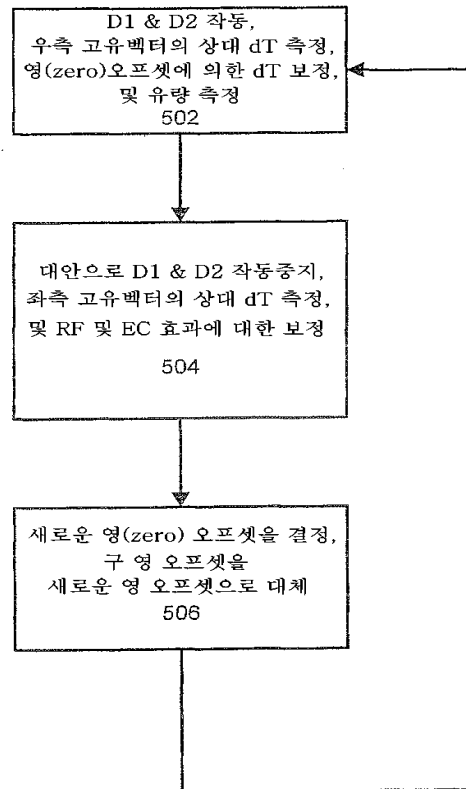 D1 & D2 작동,
우측 고유벡터의 상대 dT 측정,
영(zero)오프셋에 의한 dT 보정,
및 유량 측정
502
대안으로 D1 & D2 작동중지,
좌측 고유벡터의 상대 dT 측정,
및 RF 및 EC 효과에 대한 보정
504
새로운 영(zero) 오프셋을 결정,
구 영 오프셋을
새로운 영 오프셋으로 대체
506